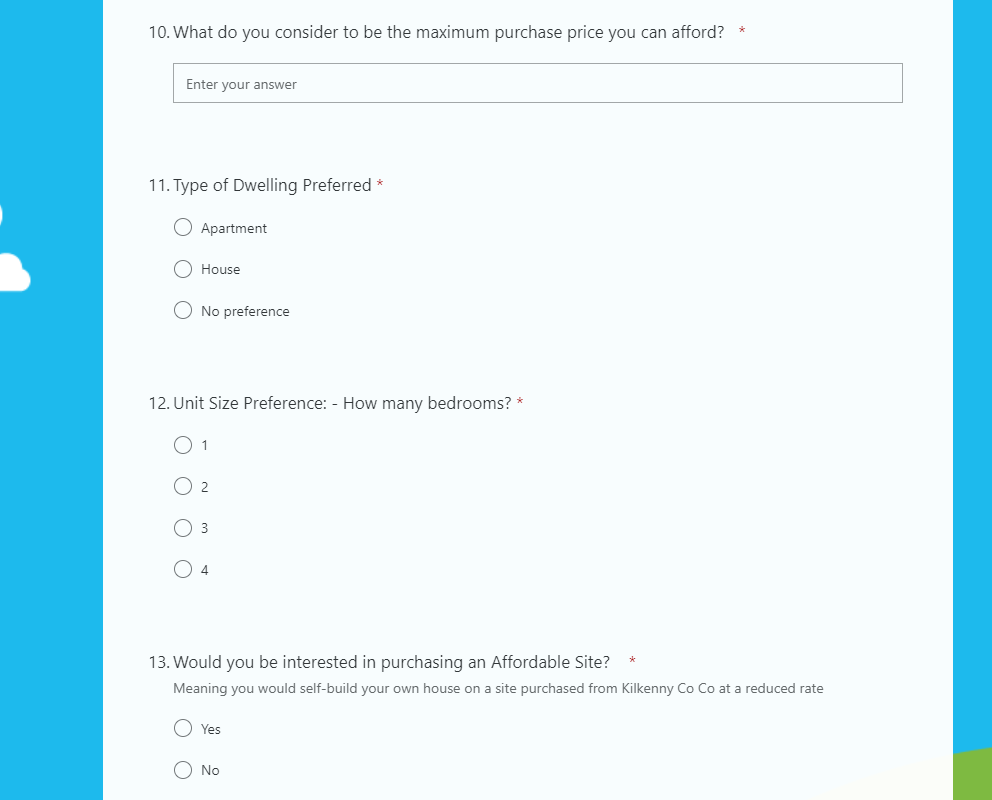 10. What do you consider to be the maximum purchase price you can afford? *
Enter your answer
11. Type of Dwelling Preferred *
Apartment
House
No preference
12. Unit Size Preference: - How many bedrooms? *
1
2
3
4
13. Would you be interested in purchasing an Affordable Site? *
Meaning you would self-build your own house on a site purchased from Kilkenny Co Co at a reduced rate
Yes
No